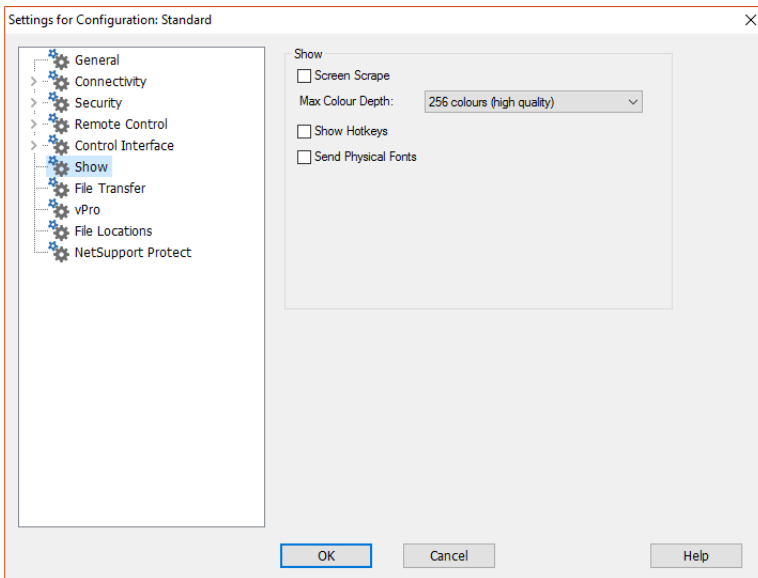 Settings for Configuration: Standard
General
Connectivity
Security
Remote Control
Control Interface
Show
File Transfer
vPro
File Locations
NetSupport Protect
Show
Screen Scrape
Max Colour Depth: 256 colours (high quality)
Show Hotkeys
Send Physical Fonts
OK Cancel Help